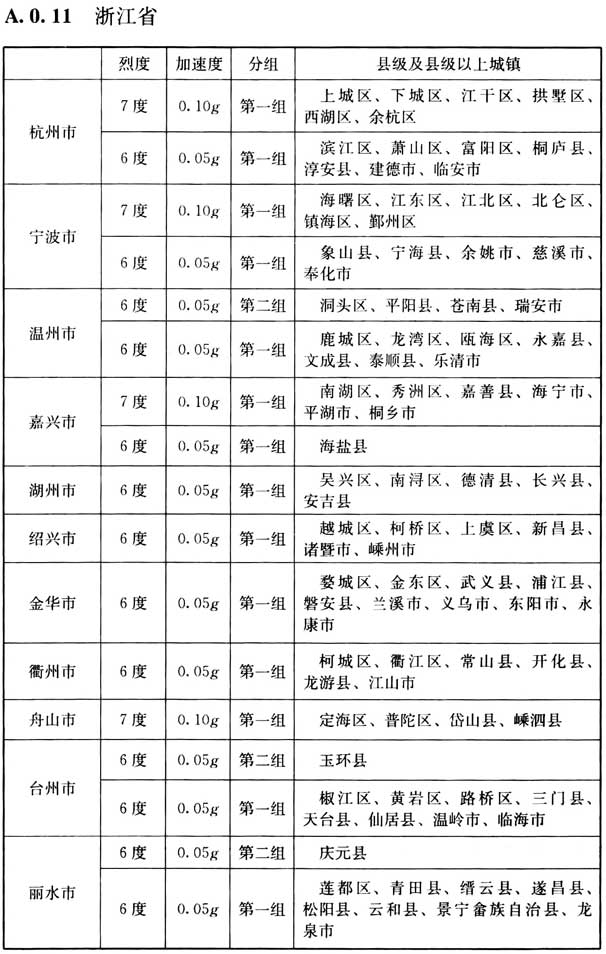 A.0.11 浙江省
烈度 加速度 分组 县级及县级以上城镇
杭州市
7度 0.10g 第一组 上城区、下城区、江干区、拱墅区、
西湖区、余杭区
6度 0.05g 第一组 滨江区、萧山区、富阳区、桐庐县、
淳安县、建德市、临安市
宁波市
7度 0.10g 第一组 海曙区、江东区、江北区、北仑区、
镇海区、鄞州区
6度 0.05g 第一组 象山县、宁海县、余姚市、慈溪市、
奉化市
温州市
6度 0.05g 第二组 洞头区、平阳县、苍南县、瑞安市
6度 0.05g 第一组 鹿城区、龙湾区、瓯海区、永嘉县、
文成县、泰顺县、乐清市
嘉兴市
7度 0.10g 第一组 南湖区、秀洲区、嘉善县、海宁市、
平湖市、桐乡市
6度 0.05g 第一组 海盐县
湖州市 6度 0.05g 第一组 吴兴区、南浔区、德清县、长兴县、
安吉县
绍兴市 6度 0.05g 第一组 越城区、柯桥区、上虞区、新昌县、
诸暨市、嵊州市
金华市 6度 0.05g 第一组 婺城区、金东区、武义县、浦江县、
磐安县、兰溪市、义乌市、东阳市、永
康市
衢州市 6度 0.05g 第一组 柯城区、衢江区、常山县、开化县、
龙游县、江山市
舟山市 7度 0.10g 第一组 定海区、普陀区、岱山县、嵊泗县
台州市
6度 0.05g 第二组 玉环县
6度 0.05g 第一组 椒江区、黄岩区、路桥区、三门县、
天台县、仙居县、温岭市、临海市
丽水市
6度 0.05g 第二组 庆元县
6度 0.05g 第一组 莲都区、青田县、缙云县、遂昌县、
松阳县、云和县、景宁畲族自治县、龙
泉市